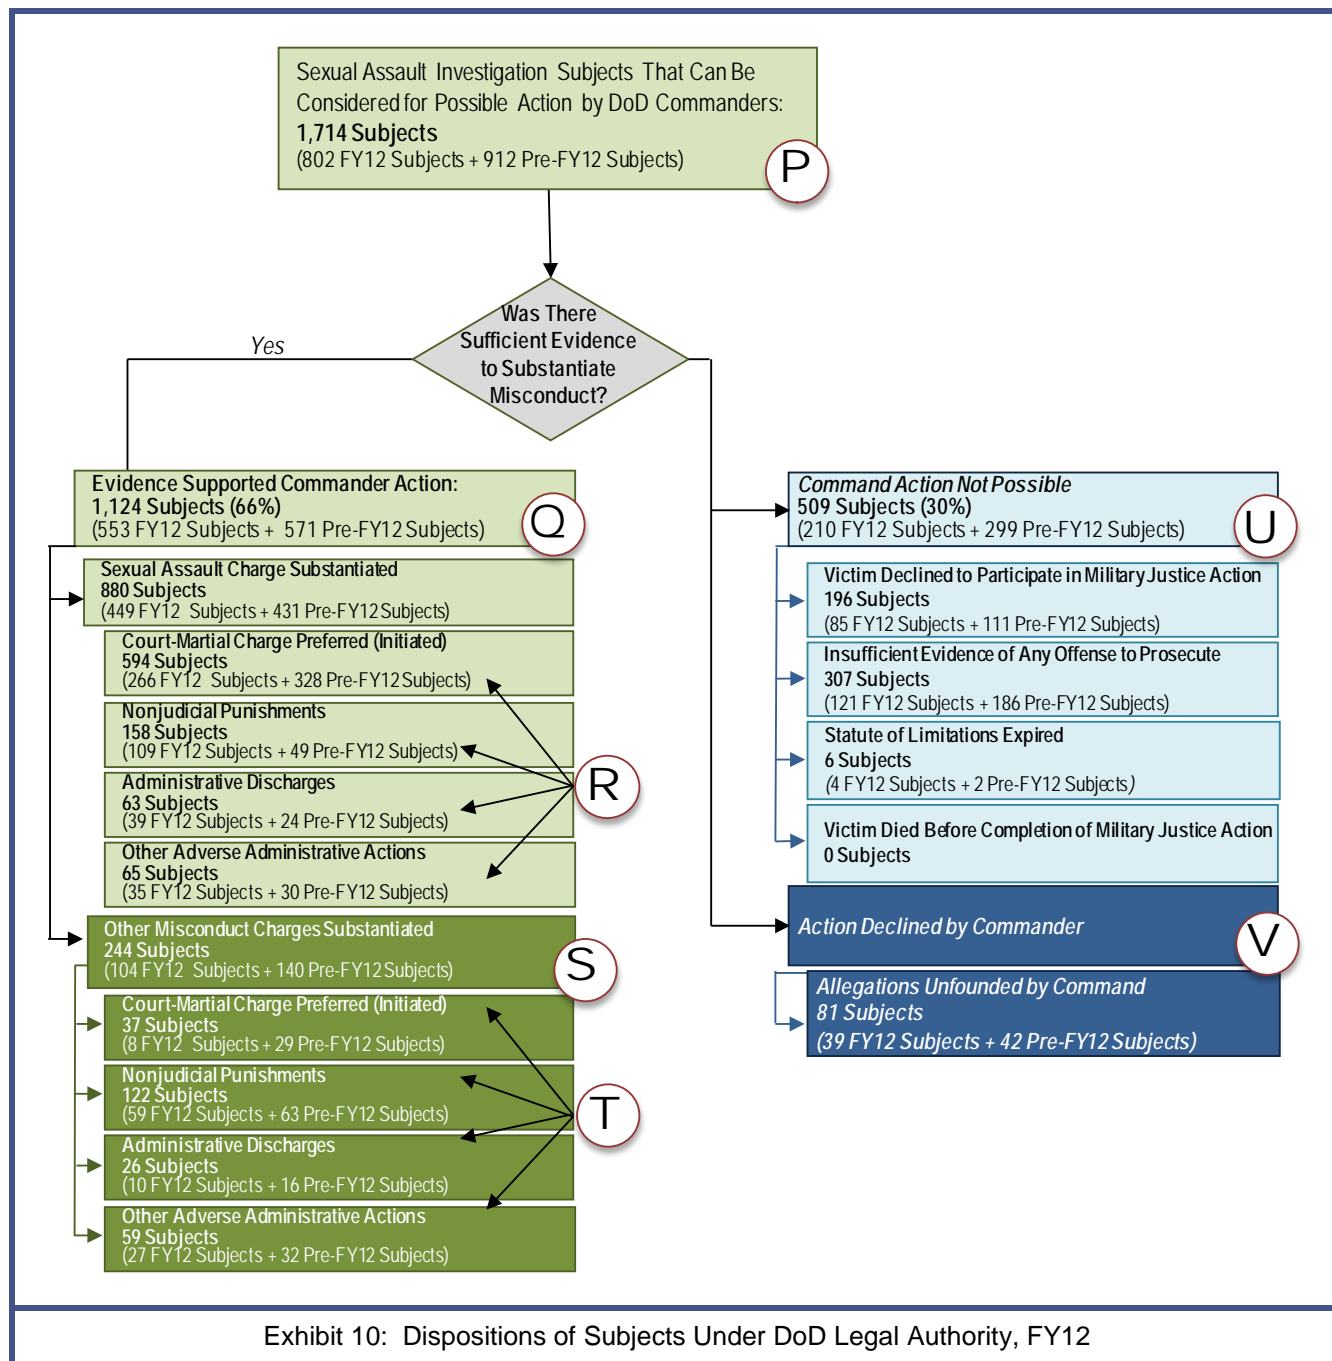 Sexual Assault Investigation Subjects That Can Be
Considered for Possible Action by DoD Commanders:
1,714 Subjects
(802 FY12 Subjects + 912 Pre-FY12 Subjects)
P
Was There
Sufficient Evidence
to Substantiate
Misconduct?
Yes
Evidence Supported Commander Action:
1,124 Subjects (66%)
(553 FY12 Subjects + 571 Pre-FY12 Subjects)
Q
Sexual Assault Charge Substantiated
880 Subjects
(449 FY12 Subjects + 431 Pre-FY12 Subjects)
Court-Martial Charge Preferred (Initiated)
594 Subjects
(266 FY12 Subjects + 328 Pre-FY12 Subjects)
Nonjudicial Punishments
158 Subjects
(109 FY12 Subjects + 49 Pre-FY12 Subjects)
Administrative Discharges
63 Subjects
(39 FY12 Subjects + 24 Pre-FY12 Subjects)
R
Other Adverse Administrative Actions
65 Subjects
(35 FY12 Subjects + 30 Pre-FY12 Subjects)
Other Misconduct Charges Substantiated
244 Subjects
(104 FY12 Subjects + 140 Pre-FY12 Subjects)
S
Court-Martial Charge Preferred (Initiated)
37 Subjects
(8 FY12 Subjects + 29 Pre-FY12 Subjects)
Nonjudicial Punishments
122 Subjects
(59 FY12 Subjects + 63 Pre-FY12 Subjects)
T
Administrative Discharges
26 Subjects
(10 FY12 Subjects + 16 Pre-FY12 Subjects)
Other Adverse Administrative Actions
59 Subjects
(27 FY12 Subjects + 32 Pre-FY12 Subjects)
Command Action Not Possible
509 Subjects (30%)
(210 FY12 Subjects + 299 Pre-FY12 Subjects)
U
Victim Declined to Participate in Military Justice Action
196 Subjects
(85 FY12 Subjects + 111 Pre-FY12 Subjects)
Insufficient Evidence of Any Offense to Prosecute
307 Subjects
(121 FY12 Subjects + 186 Pre-FY12 Subjects)
Statute of Limitations Expired
6 Subjects
(4 FY12 Subjects + 2 Pre-FY12 Subjects)
Victim Died Before Completion of Military Justice Action
0 Subjects
Action Declined by Commander
V
Allegations Unfounded by Command
81 Subjects
(39 FY12 Subjects + 42 Pre-FY12 Subjects)
Exhibit 10: Dispositions of Subjects Under DoD Legal Authority, FY12